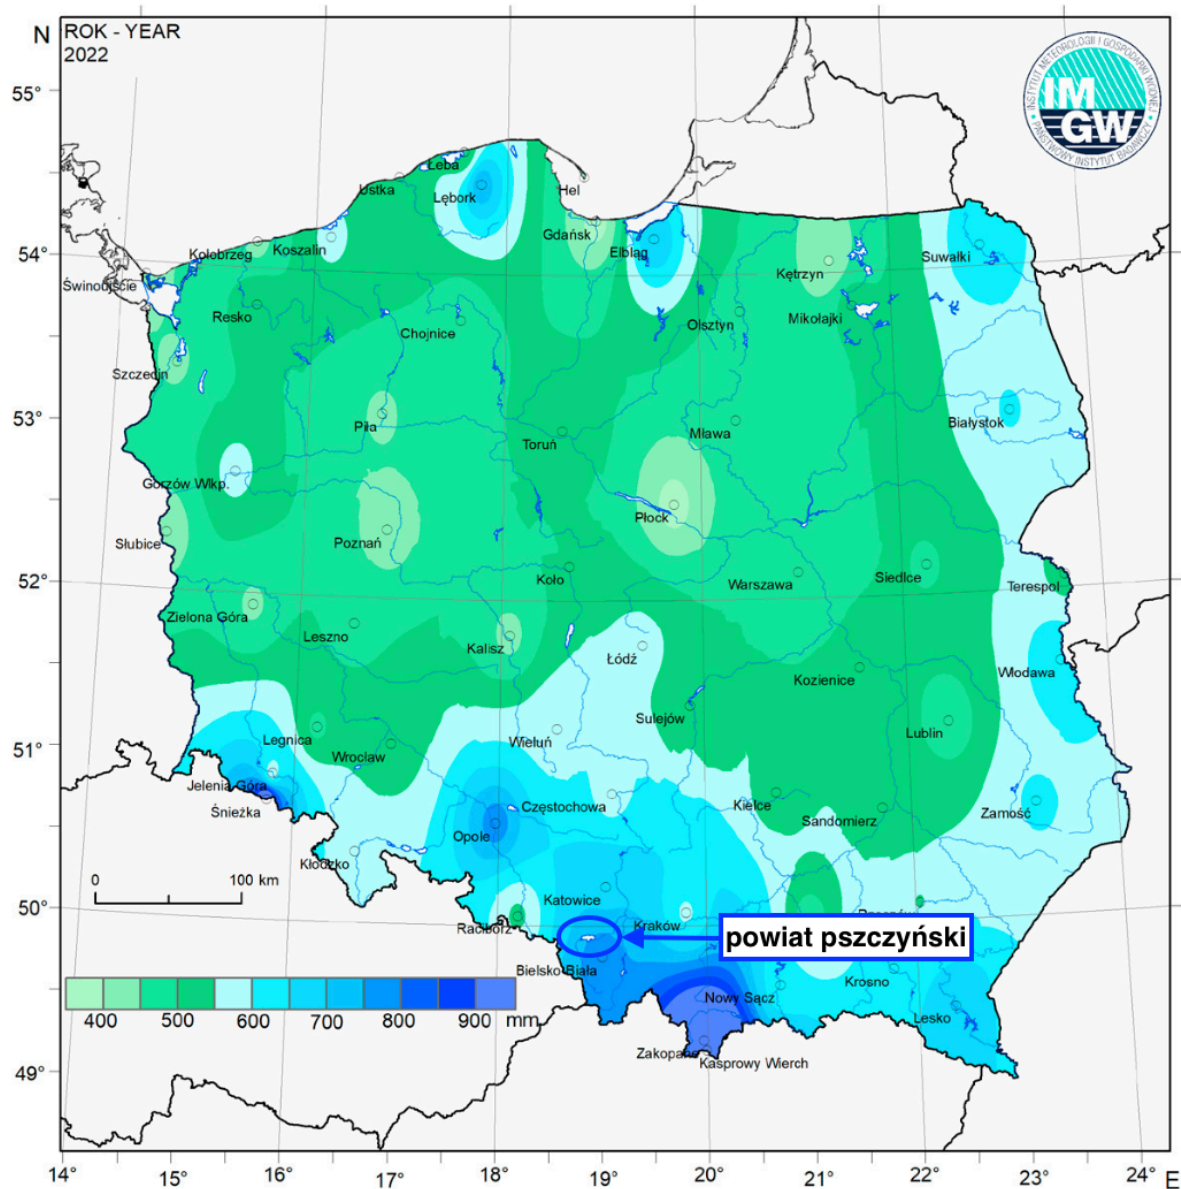 N
ROK - YEAR
2022
INSTYTUT METEOROLOGII I GOSPODARKI WODNEJ
IM
GW
PAŃSTWOWY INSTYTUT BADAWCZY
55°
Łeba
Ustka
Lębork
Hel
54°
Kołobrzeg
Koszalin
Gdańsk
Elbląg
Suwałki
Świnoujście
Kętrzyn
Resko
Chojnice
Olsztyn
Mikołajki
Szczecin
53°
Piła
Toruń
Mława
Białystok
Gorzów Wlkp.
Słubice
Poznań
Płock
52°
Koło
Warszawa
Siedlce
Terespol
Zielona Góra
Leszno
Kalisz
Łódź
Kozienice
Włodawa
51°
Legnica
Wrocław
Wieluń
Sulejów
Lublin
Jelenia Góra
Śnieżka
Częstochowa
Kielce
Sandomierz
Zamość
Opole
Kłodzko
0
100 km
50°
Katowice
Racibórz
Kraków
powiat pszczyński
Bielsko-Biała
Nowy Sącz
Krosno
Lesko
400
500
600
700
800
900
mm
49°
Zakopane
Kasprowy Wierch
14°
15°
16°
17°
18°
19°
20°
21°
22°
23°
24°
E